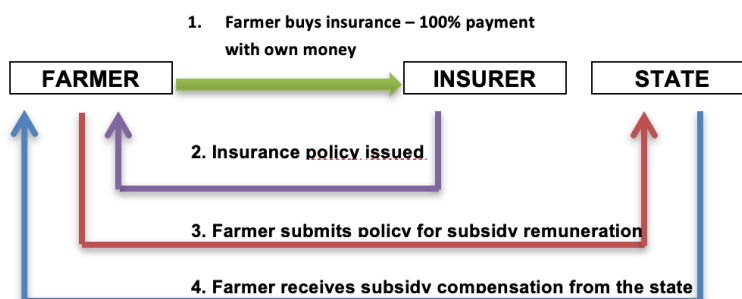 1. Farmer buys insurance – 100% payment
with own money
FARMER
INSURER
STATE
2. Insurance policy issued
3. Farmer submits policy for subsidy remuneration
4. Farmer receives subsidy compensation from the state